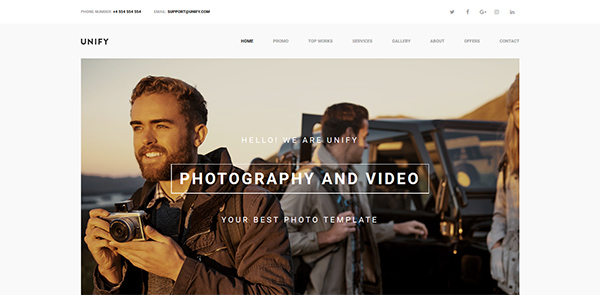 PHONE NUMBER: +4 554 554 554 EMAIL: SUPPORT@UNIFY.COM
UNIFY HOME PROMO TOP WORKS SERVICES GALLERY ABOUT OFFERS CONTACT
HELLO! WE ARE UNIFY
PHOTOGRAPHY AND VIDEO
YOUR BEST PHOTO TEMPLATE